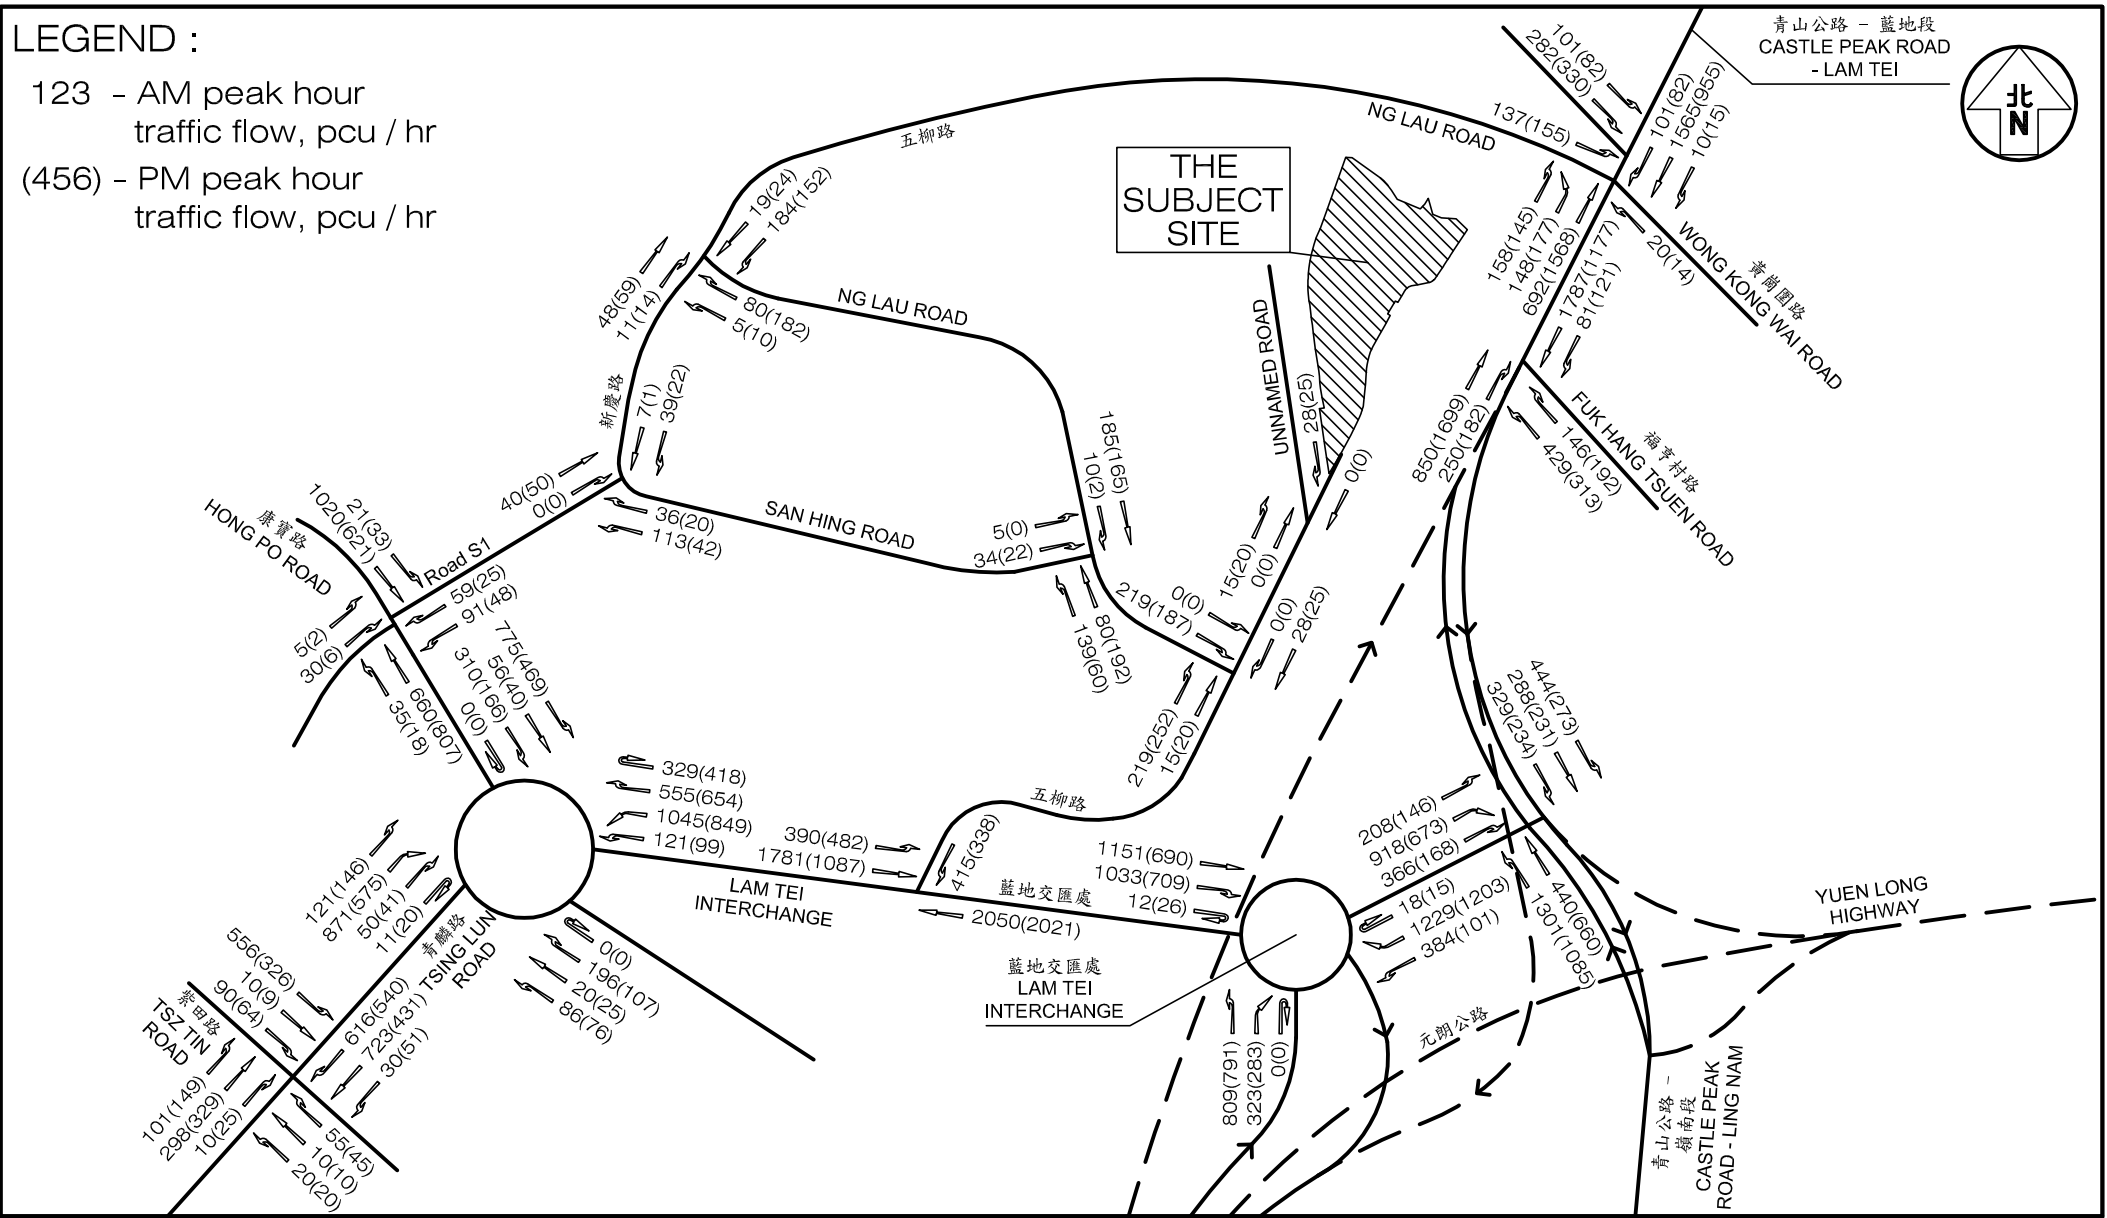 LEGEND :
123 - AM peak hour
traffic flow, pcu / hr
(456) - PM peak hour
traffic flow, pcu / hr
青山公路 - 藍地段
CASTLE PEAK ROAD
- LAM TEI
北
N
101(82)
282(330)
137(155)
101(82)
1565(955)
10(15)
NG LAU ROAD
五柳路
THE
SUBJECT
SITE
158(145)
148(177)
692(1568)
20(14)
WONG KONG WAI ROAD
黃崗圍路
1787(1177)
81(121)
19(24)
184(152)
48(59)
11(14)
80(182)
5(10)
NG LAU ROAD
UNNAMED ROAD
28(25)
850(1699)
250(182)
146(192)
429(313)
FUK HANG TSUEN ROAD
福亨村路
新慶路
7(1)
39(22)
185(165)
10(2)
0(0)
40(50)
0(0)
36(20)
113(42)
SAN HING ROAD
5(0)
34(22)
15(20)
0(0)
康寶路
HONG PO ROAD
21(33)
1020(621)
Road S1
59(25)
91(48)
0(0)
219(187)
0(0)
28(25)
80(192)
139(60)
5(2)
30(6)
660(807)
35(18)
775(469)
56(40)
310(166)
0(0)
219(252)
15(20)
444(273)
288(231)
329(234)
329(418)
555(654)
1045(849)
121(99)
390(482)
1781(1087)
415(338)
五柳路
1151(690)
1033(709)
12(26)
208(146)
918(673)
366(168)
LAM TEI
INTERCHANGE
藍地交匯處
2050(2021)
18(15)
1229(1203)
384(101)
440(660)
1301(1085)
YUEN LONG
HIGHWAY
121(146)
871(575)
50(41)
11(20)
青麟路
TSING LUN
ROAD
0(0)
196(107)
20(25)
86(76)
藍地交匯處
LAM TEI
INTERCHANGE
556(326)
10(9)
90(64)
紫田路
TSZ TIN
ROAD
616(540)
723(431)
30(51)
809(791)
323(283)
0(0)
元朗公路
101(149)
298(329)
10(25)
55(45)
10(10)
20(20)
青山公路 -
嶺南段
CASTLE PEAK
ROAD - LING NAM